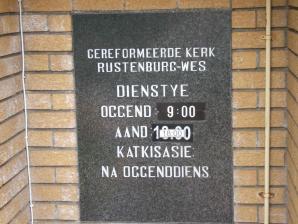 GEREFORMEERDE KERK
RUSTENBURG-WES
DIENSTYE
OGGEND 9:00
AAND
KATKISASIE:
NA OGGENDDIENS